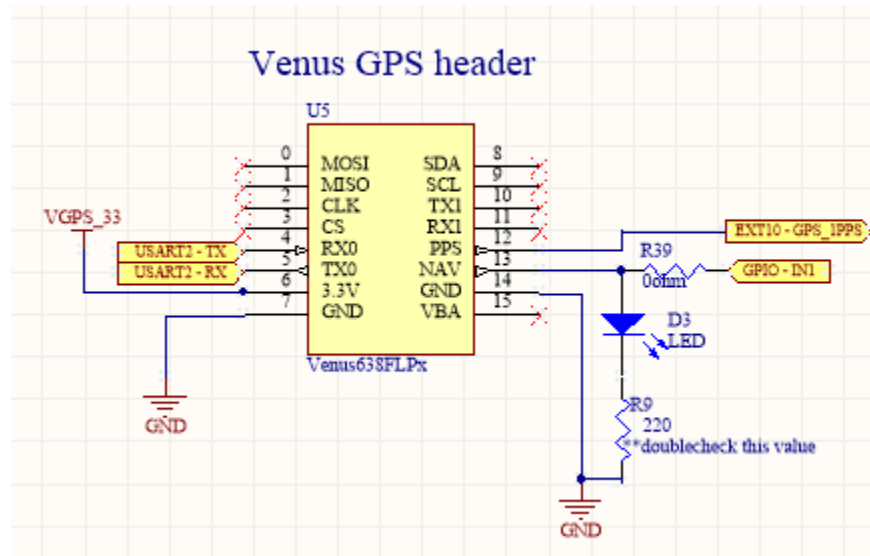 Venus GPS header
U5
0 MOSI SDA 8
1 MISO SCL 9
2 CLK TX1 10
3 CS RX1 11
VGPS_33
4 RX0 PPS 12
USART2 - TX
EXT10 - GPS_1PPS
5 TX0 NAV 13
USART2 - RX
R39
0ohm
GPIO - IN1
6 3.3V GND 14
7 GND VBA 15
Venus638FLPx
D3
LED
R9
220
**doublecheck this value
GND
GND